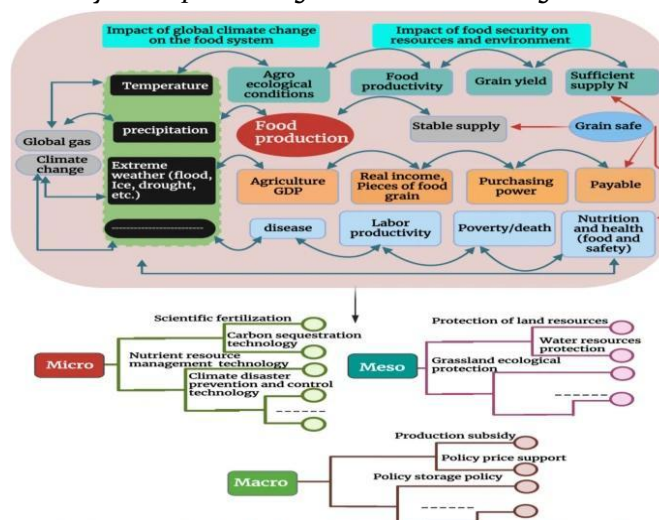 Impact of global climate change
on the food system
Impact of food security on
resources and environment
Temperature
Agro
ecological
conditions
Food
productivity
Grain yield
Sufficient
supply N
precipitation
Food
production
Stable supply
Grain safe
Global gas
Climate
change
Extreme
weather (flood,
Ice, drought,
etc.)
Agriculture
GDP
Real income,
Pieces of food
grain
Purchasing
power
Payable
disease
Labor
productivity
Poverty/death
Nutrition
and health
(food and
safety)
Micro
Scientific fertilization
Carbon sequestration
technology
Nutrient resource
management technology
Climate disaster
prevention and control
technology
Meso
Protection of land resources
Water resources
protection
Grassland ecological
protection
Macro
Production subsidy
Policy price support
Policy storage policy